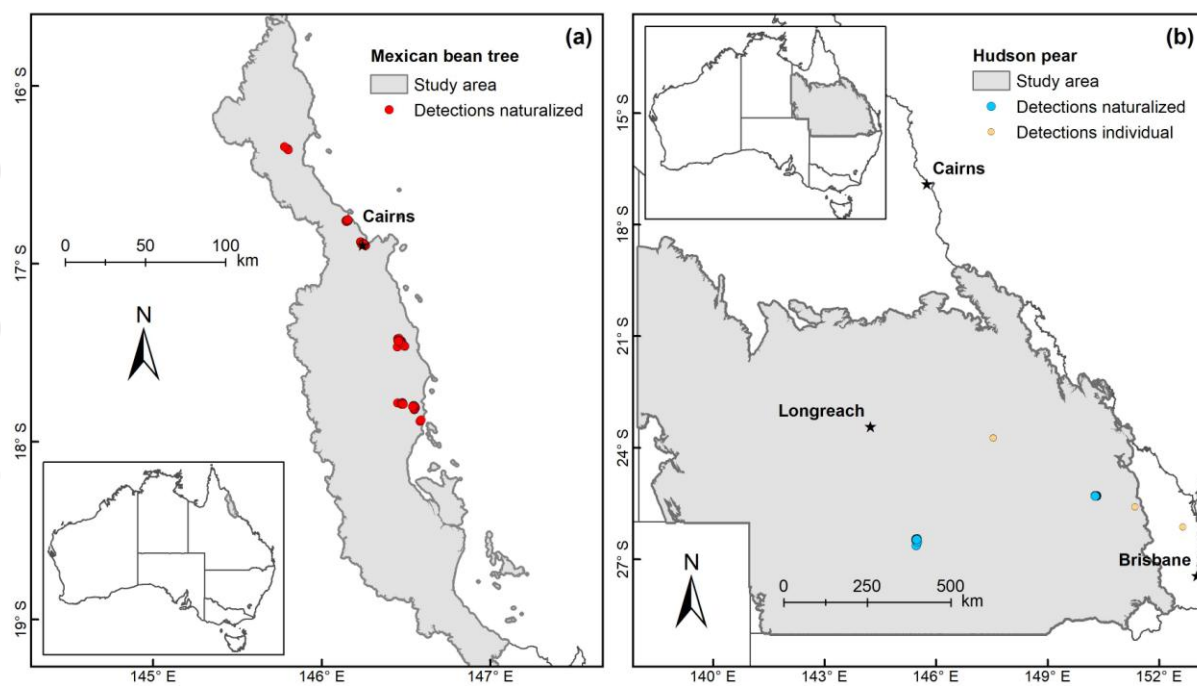 (a)
Mexican bean tree
Study area
Detections naturalized
16° S
Cairns
0 50 100
km
17° S
N
18° S
19° S
145° E 146° E 147° E
(b)
Hudson pear
Study area
Detections naturalized
Detections individual
15° S
Cairns
18° S
21° S
Longreach
24° S
27° S
N
Brisbane
0 250 500
km
140° E 143° E 146° E 149° E 152° E